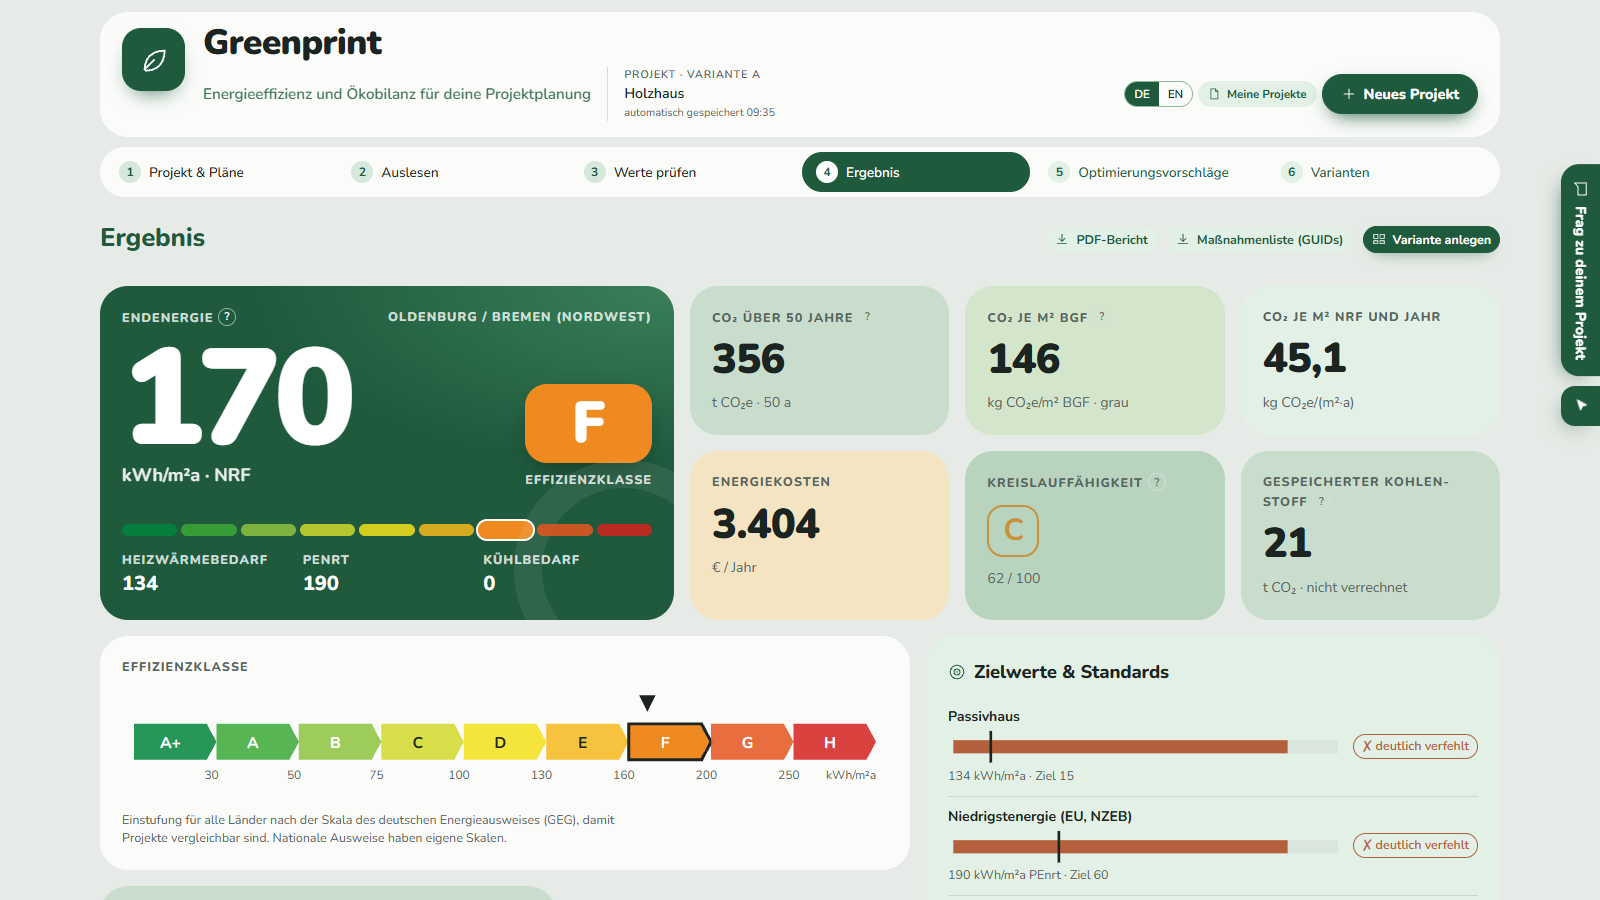 Greenprint
Energieeffizienz und Ökobilanz für deine Projektplanung
PROJEKT · VARIANTE A
Holzhaus
automatisch gespeichert 09:35
DE EN
Meine Projekte
Neues Projekt
1 Projekt & Pläne
2 Auslesen
3 Werte prüfen
4 Ergebnis
5 Optimierungsvorschläge
6 Varianten
Frag zu deinem Projekt
Ergebnis
PDF-Bericht
Maßnahmenliste (GUIDs)
Variante anlegen
ENDENERGIE ?
OLDENBURG / BREMEN (NORDWEST)
170
kWh/m²a · NRF
F
EFFIZIENZKLASSE
HEIZWÄRMEBEDARF
134
PENRT
190
KÜHLBEDARF
0
CO₂ ÜBER 50 JAHRE ?
356
t CO₂e · 50 a
CO₂ JE M² BGF ?
146
kg CO₂e/m² BGF · grau
CO₂ JE M² NRF UND JAHR
45,1
kg CO₂e/(m²·a)
ENERGIEKOSTEN
3.404
€ / Jahr
KREISLAUFFÄHIGKEIT ?
C
62 / 100
GESPEICHERTER KOHLEN-
STOFF ?
21
t CO₂ · nicht verrechnet
EFFIZIENZKLASSE
A+ A B C D E F G H
30 50 75 100 130 160 200 250 kWh/m²a
Einstufung für alle Länder nach der Skala des deutschen Energieausweises (GEG), damit
Projekte vergleichbar sind. Nationale Ausweise haben eigene Skalen.
Zielwerte & Standards
Passivhaus
✗ deutlich verfehlt
134 kWh/m²a · Ziel 15
Niedrigstenergie (EU, NZEB)
✗ deutlich verfehlt
190 kWh/m²a PEnrt · Ziel 60